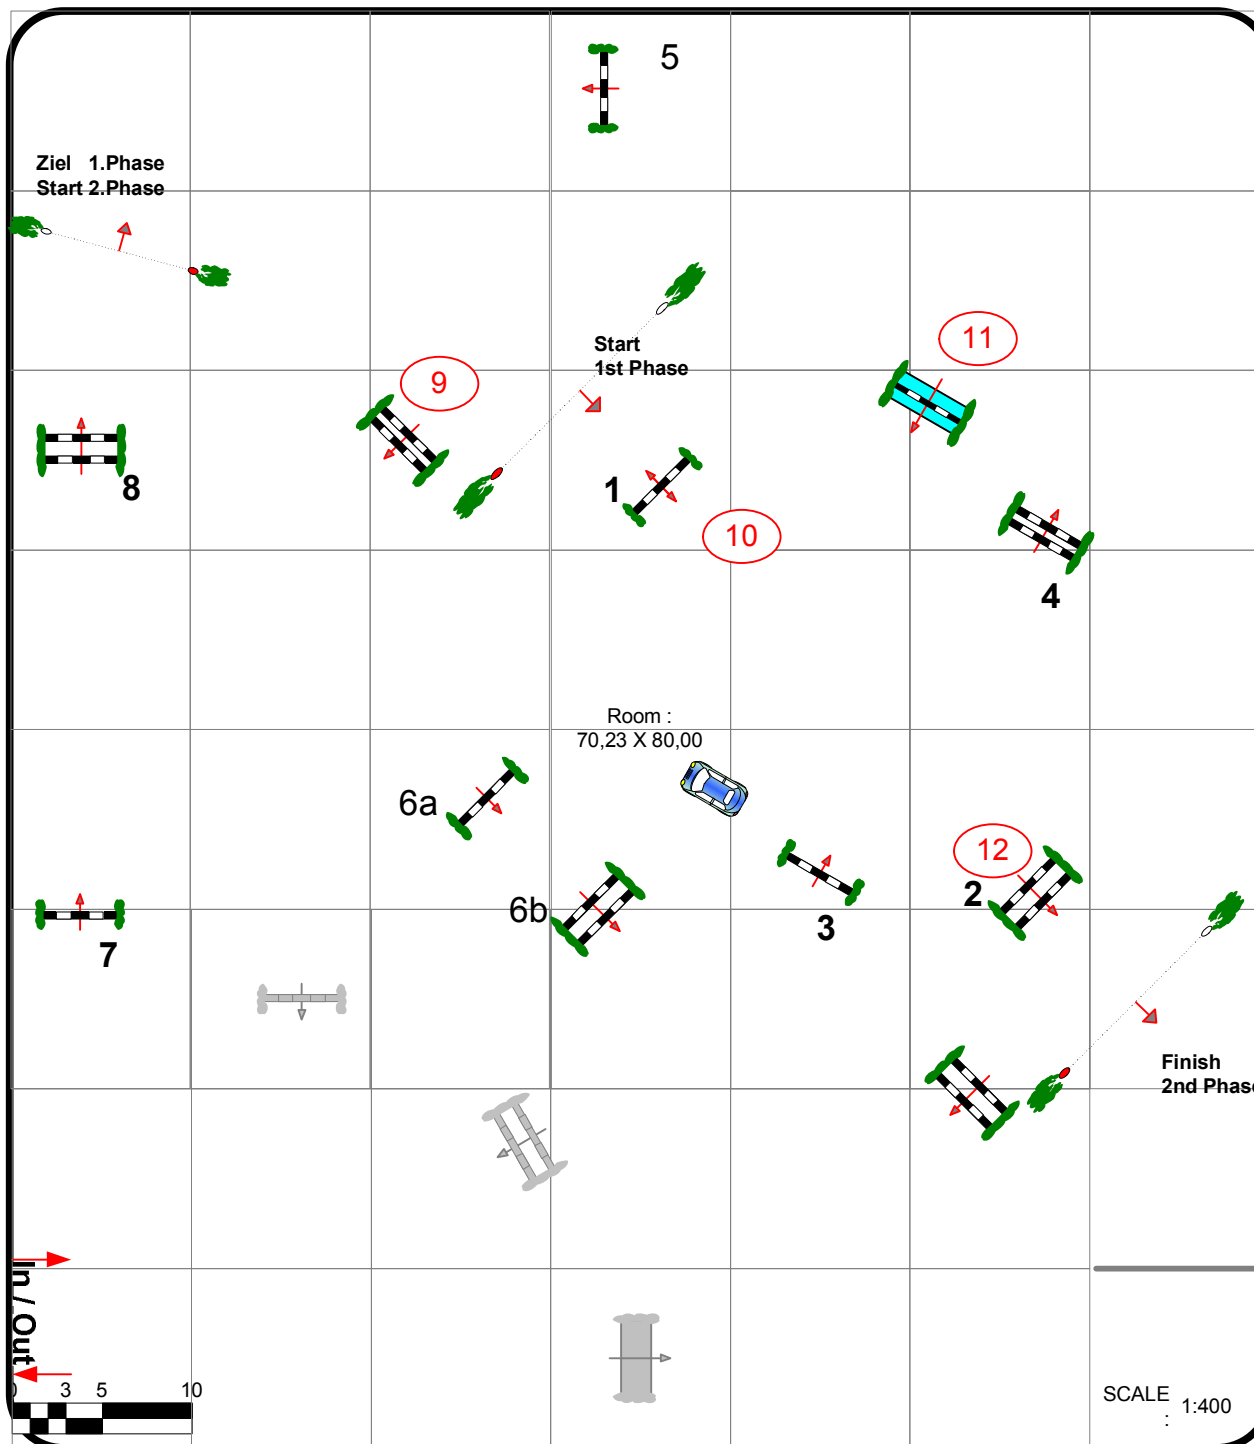 5
Ziel 1.Phase
Start 2.Phase
Start
1st Phase
11
9
8
1
10
4
Room :
70,23 X 80,00
6a
12
2
6b
3
7
Finish
2nd Phase
In / Out
0 3 5 10
SCALE : 1:400